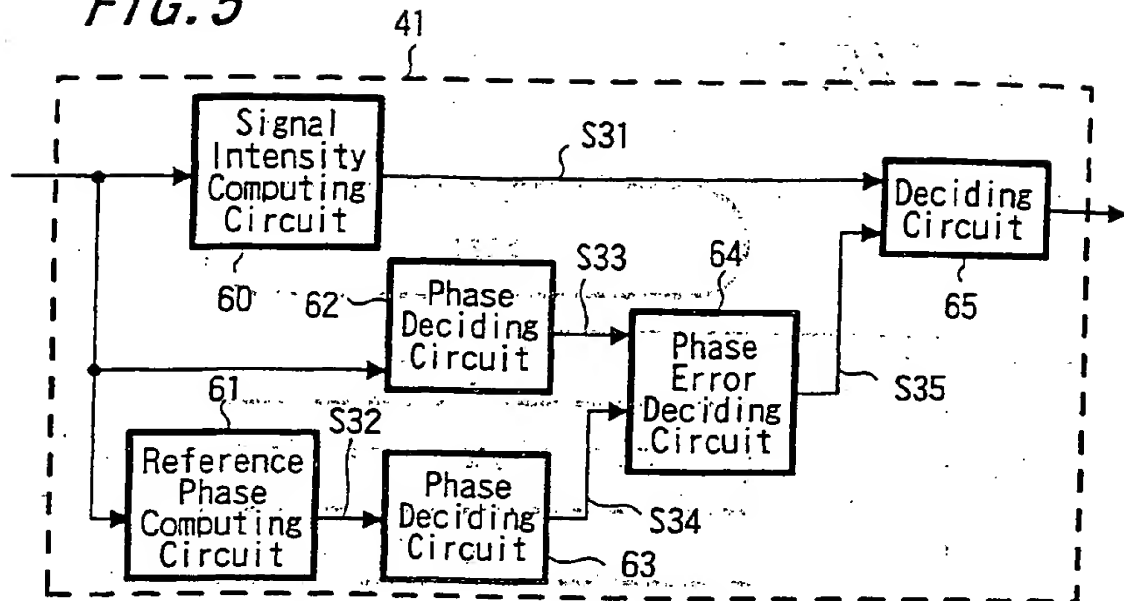 FIG.5
41
Signal
Intensity
Computing
Circuit
S31
Deciding
Circuit
60
62
Phase
Deciding
Circuit
S33
64
65
Phase
Error
Deciding
Circuit
S35
61
S32
Reference
Phase
Computing
Circuit
Phase
Deciding
Circuit
S34
63